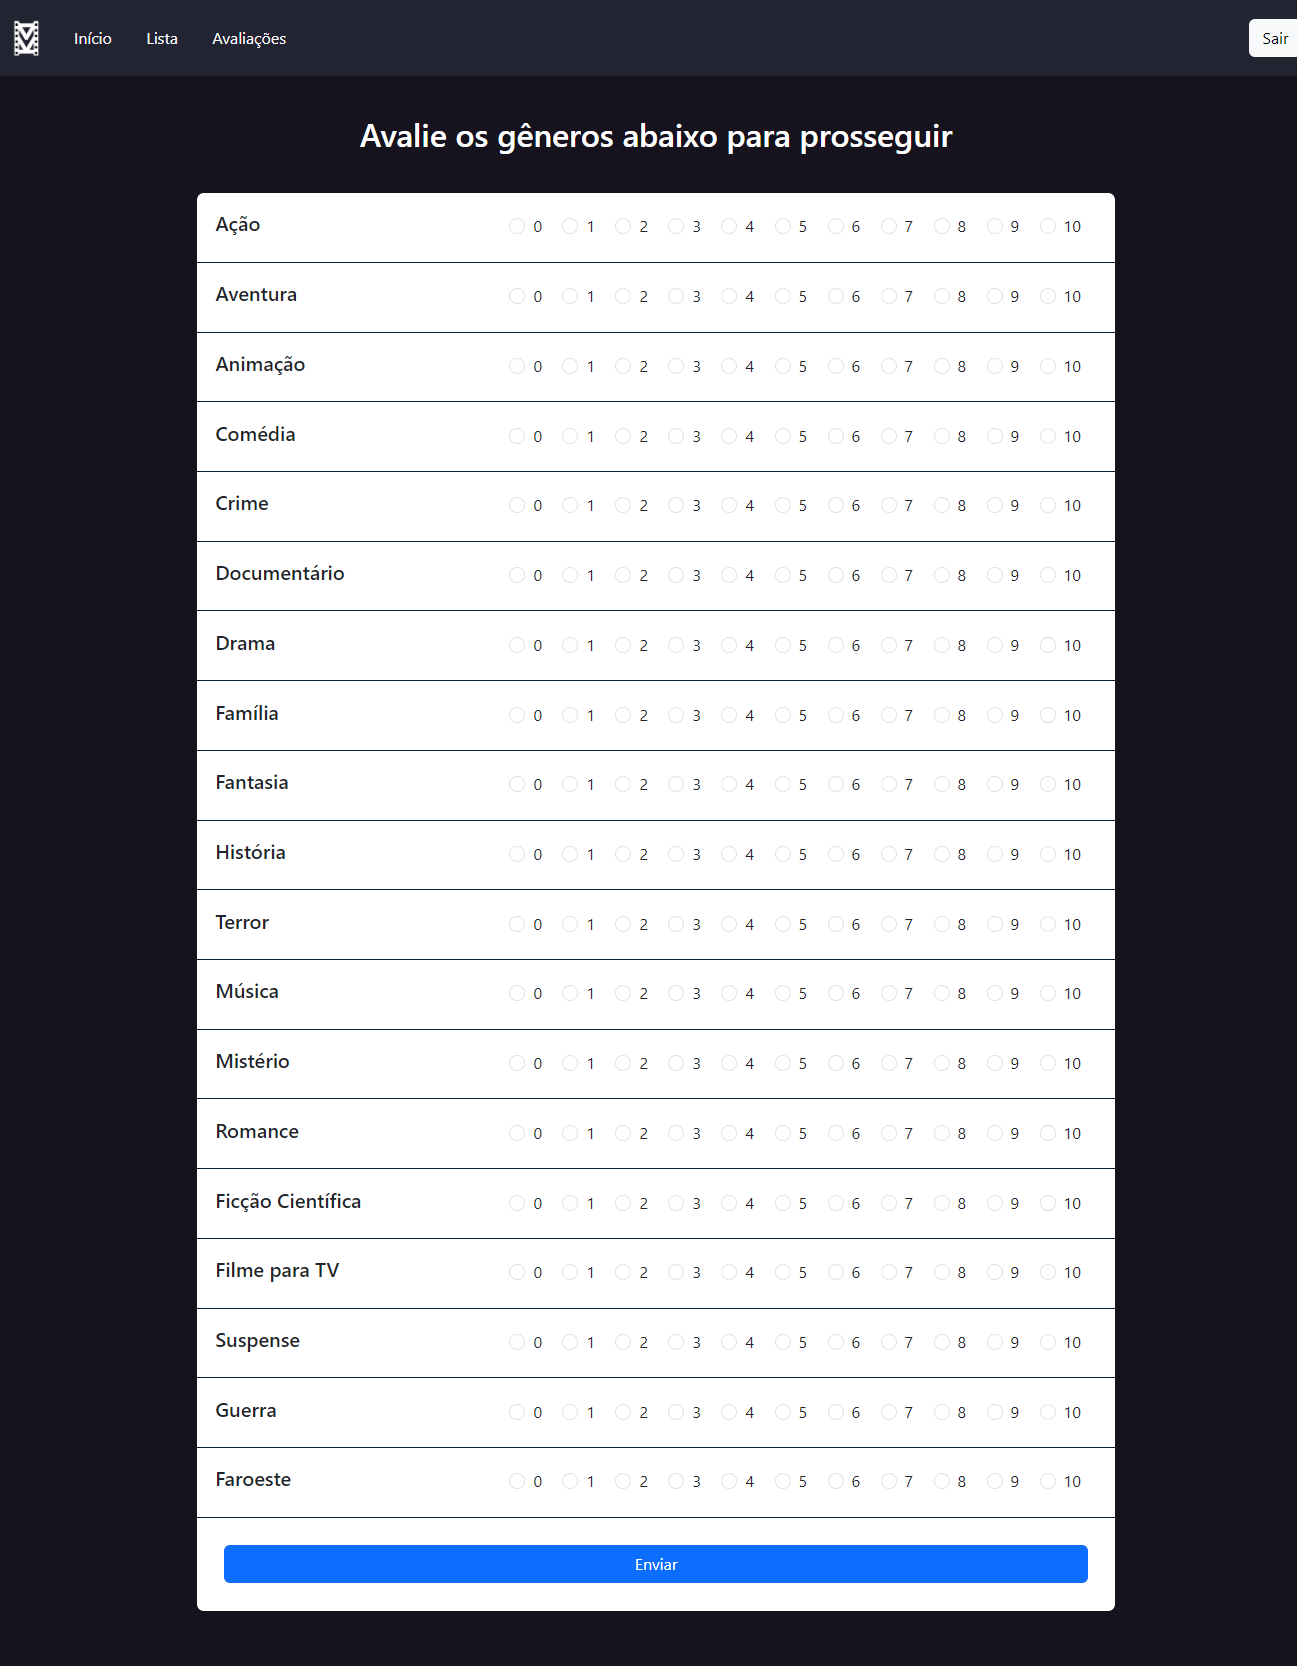 Início Lista Avaliações Sair
Avalie os gêneros abaixo para prosseguir
Ação 0 1 2 3 4 5 6 7 8 9 10
Aventura 0 1 2 3 4 5 6 7 8 9 10
Animação 0 1 2 3 4 5 6 7 8 9 10
Comédia 0 1 2 3 4 5 6 7 8 9 10
Crime 0 1 2 3 4 5 6 7 8 9 10
Documentário 0 1 2 3 4 5 6 7 8 9 10
Drama 0 1 2 3 4 5 6 7 8 9 10
Família 0 1 2 3 4 5 6 7 8 9 10
Fantasia 0 1 2 3 4 5 6 7 8 9 10
História 0 1 2 3 4 5 6 7 8 9 10
Terror 0 1 2 3 4 5 6 7 8 9 10
Música 0 1 2 3 4 5 6 7 8 9 10
Mistério 0 1 2 3 4 5 6 7 8 9 10
Romance 0 1 2 3 4 5 6 7 8 9 10
Ficção Científica 0 1 2 3 4 5 6 7 8 9 10
Filme para TV 0 1 2 3 4 5 6 7 8 9 10
Suspense 0 1 2 3 4 5 6 7 8 9 10
Guerra 0 1 2 3 4 5 6 7 8 9 10
Faroeste 0 1 2 3 4 5 6 7 8 9 10
Enviar